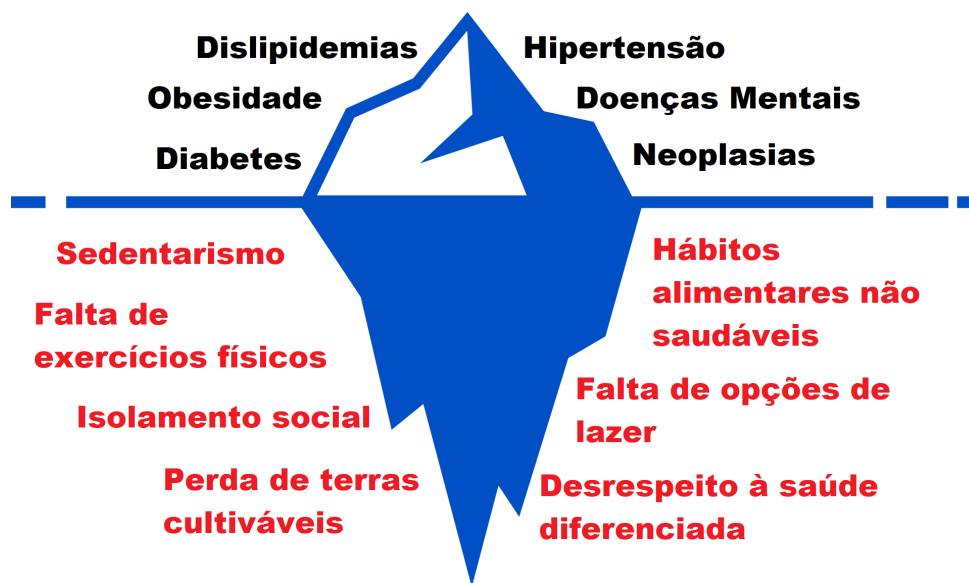 Dislipidemias
Hipertensão
Obesidade
Doenças Mentais
Diabetes
Neoplasias
Sedentarismo
Hábitos
alimentares não
saudáveis
Falta de
exercícios físicos
Falta de opções de
lazer
Isolamento social
Perda de terras
cultiváveis
Desrespeito à saúde
diferenciada